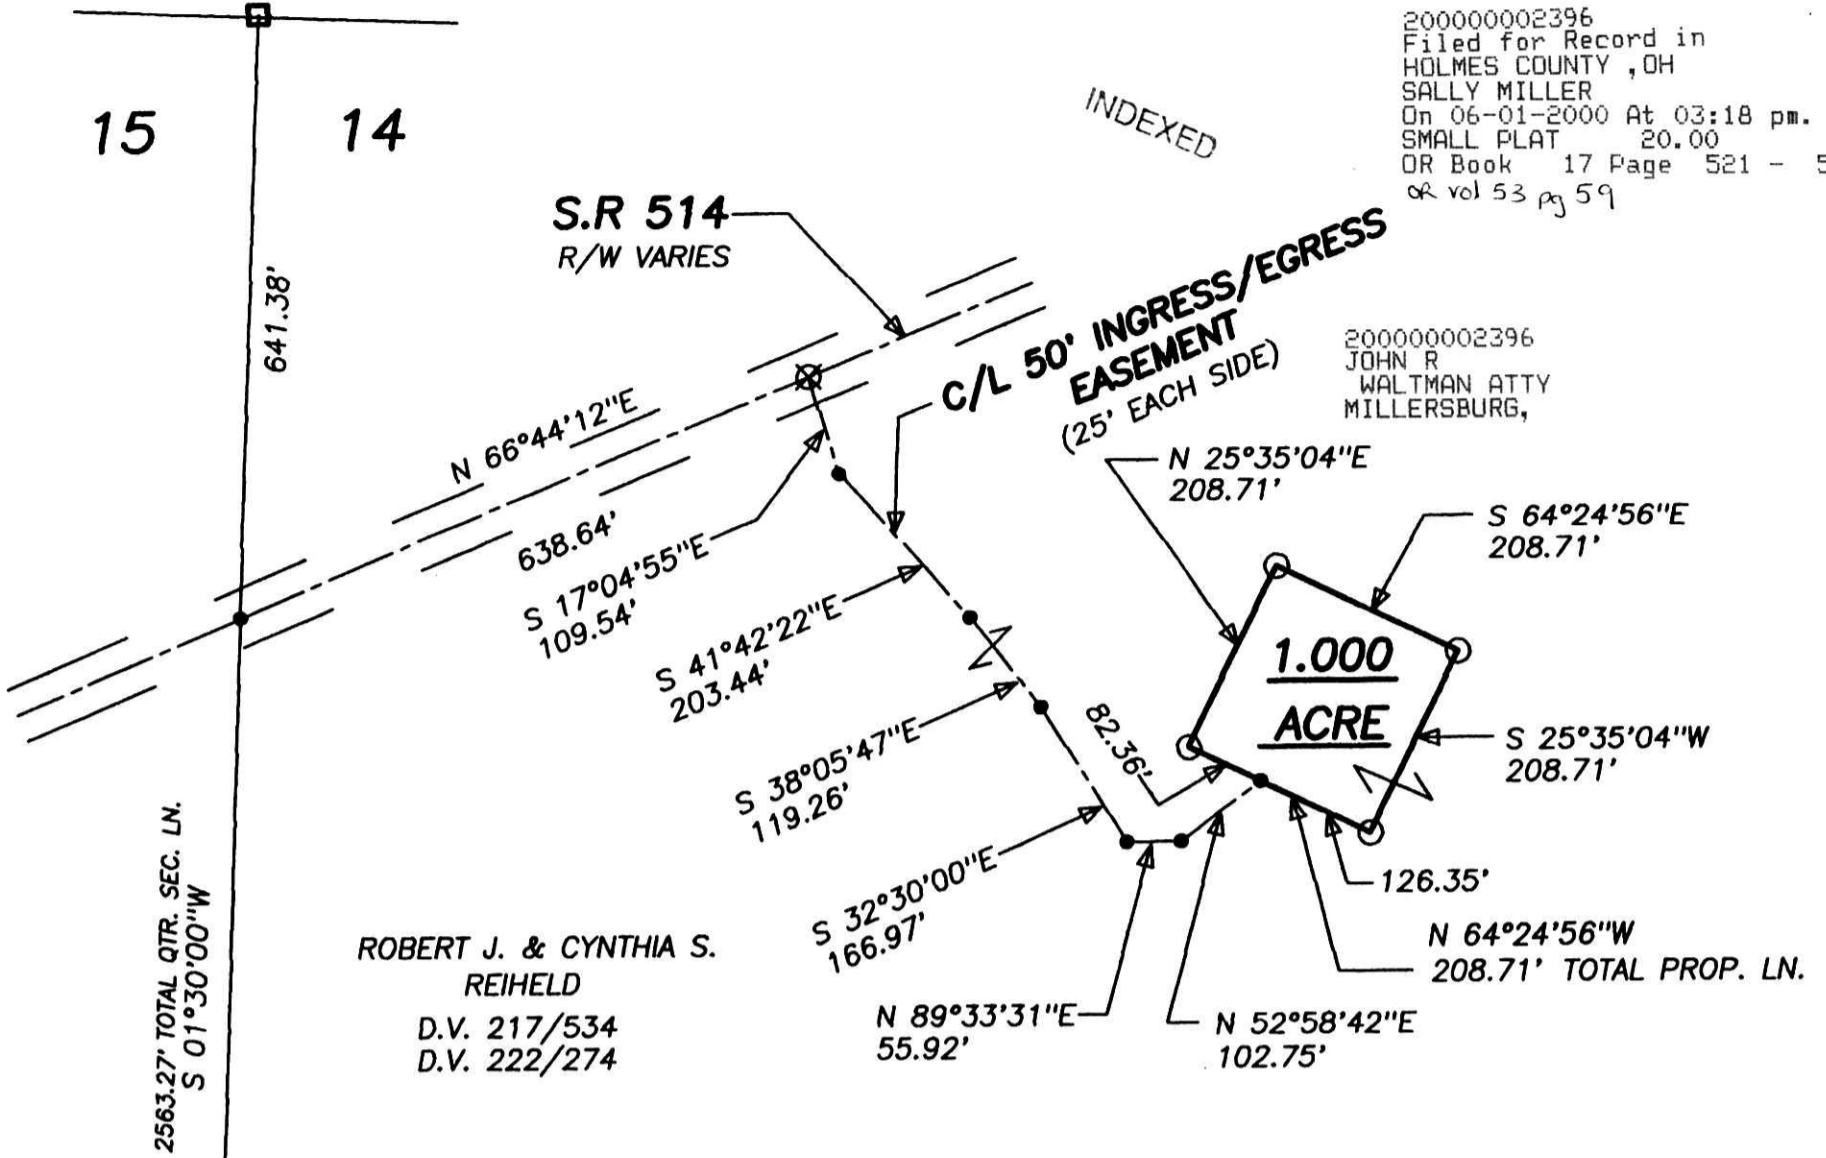 200000002396
Filed for Record in
HOLMES COUNTY ,OH
SALLY MILLER
On 06-01-2000 At 03:18 pm.
SMALL PLAT 20.00
OR Book 17 Page 521 - 5
OR vol 53 pg 59
INDEXED
15
14
641.38'
S.R 514
R/W VARIES
C/L 50' INGRESS/EGRESS
EASEMENT
(25' EACH SIDE)
200000002396
JOHN R
WALTMAN ATTY
MILLERSBURG,
N 66°44'12"E
638.64'
S 17°04'55"E
109.54'
S 41°42'22"E
203.44'
S 38°05'47"E
119.26'
S 32°30'00"E
166.97'
N 89°33'31"E
55.92'
N 52°58'42"E
102.75'
82.36'
N 25°35'04"E
208.71'
S 64°24'56"E
208.71'
1.000
ACRE
S 25°35'04"W
208.71'
126.35'
N 64°24'56"W
208.71' TOTAL PROP. LN.
2563.27' TOTAL QTR. SEC. LN.
S 01°30'00"W
ROBERT J. & CYNTHIA S.
REIHELD
D.V. 217/534
D.V. 222/274